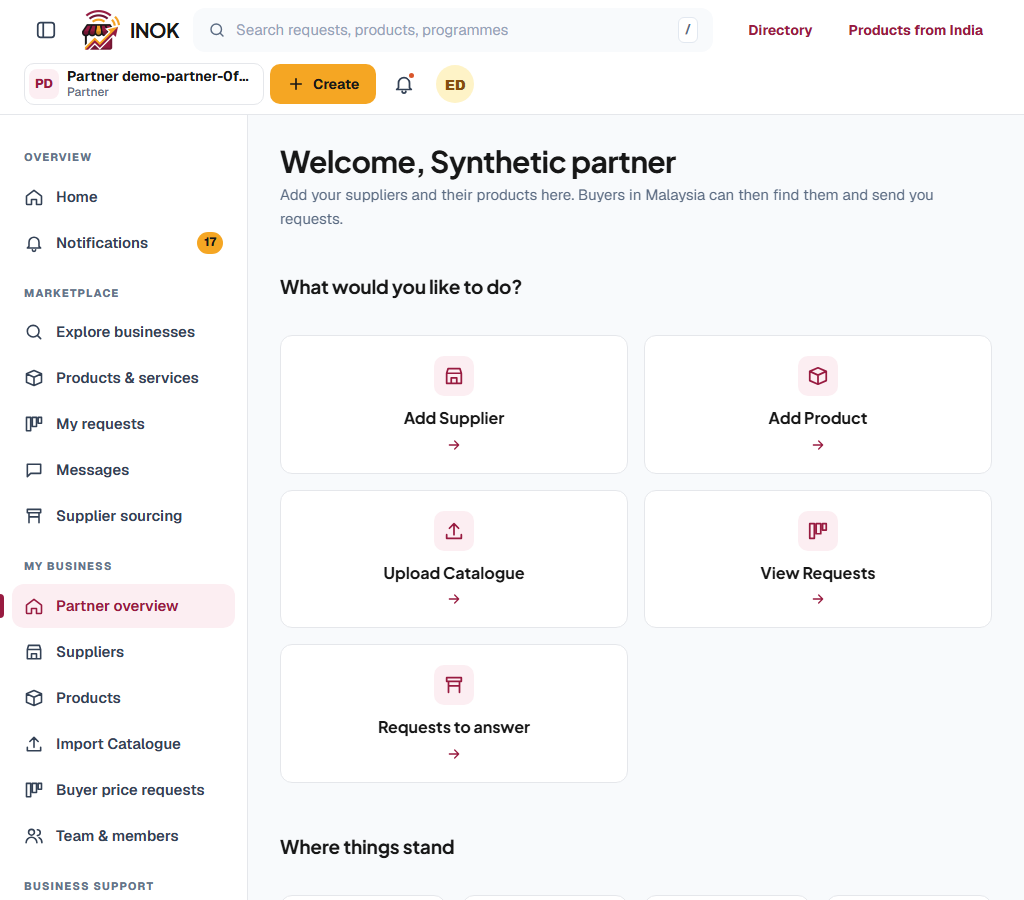 INOK
Search requests, products, programmes
/
Directory
Products from India
PD
Partner demo-partner-0f...
Partner
+ Create
ED
OVERVIEW
Home
Notifications
17
MARKETPLACE
Explore businesses
Products & services
My requests
Messages
Supplier sourcing
MY BUSINESS
Partner overview
Suppliers
Products
Import Catalogue
Buyer price requests
Team & members
BUSINESS SUPPORT
Welcome, Synthetic partner
Add your suppliers and their products here. Buyers in Malaysia can then find them and send you
requests.
What would you like to do?
Add Supplier
→
Add Product
→
Upload Catalogue
→
View Requests
→
Requests to answer
→
Where things stand